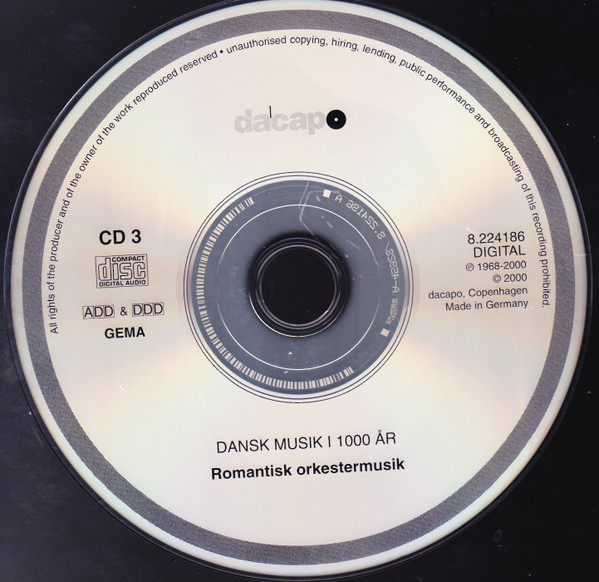 All rights of the producer and of the owner of the work reproduced reserved • unauthorised copying, hiring, lending, public performance and broadcasting of this recording prohibited.
dacapo
CD 3
COMPACT
disc
DIGITAL AUDIO
ADD & DDD
GEMA
8.224186
DIGITAL
℗ 1968-2000
© 2000
dacapo, Copenhagen
Made in Germany
8.224186 A
DANSK MUSIK I 1000 ÅR
Romantisk orkestermusik